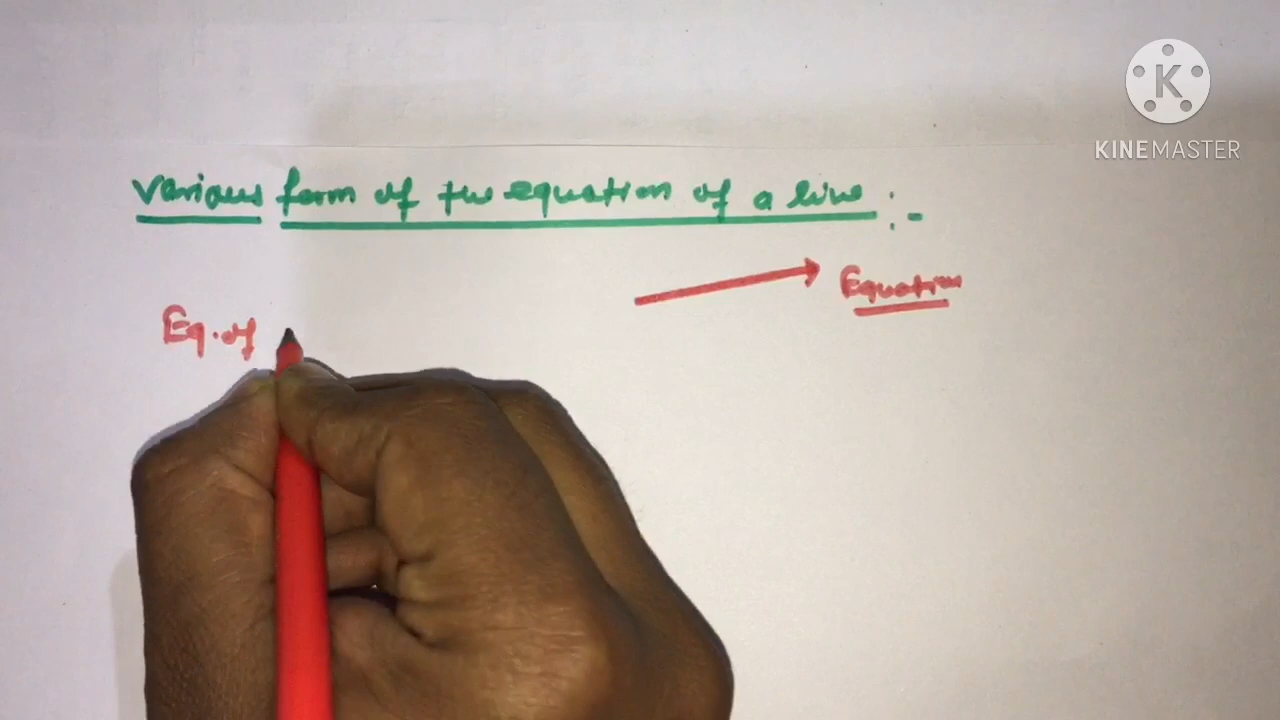 K
KINEMASTER
Various form of the equation of a line :-
Equation
Eq. of